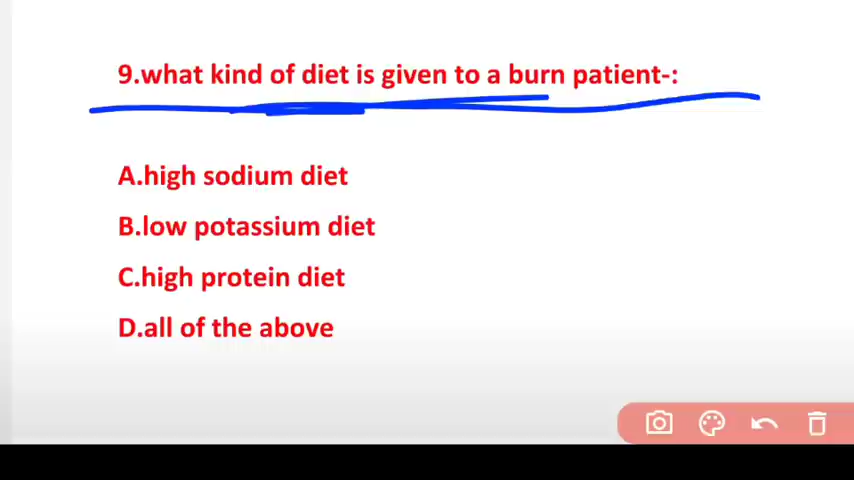 9.what kind of diet is given to a burn patient-:
A.high sodium diet
B.low potassium diet
C.high protein diet
D.all of the above